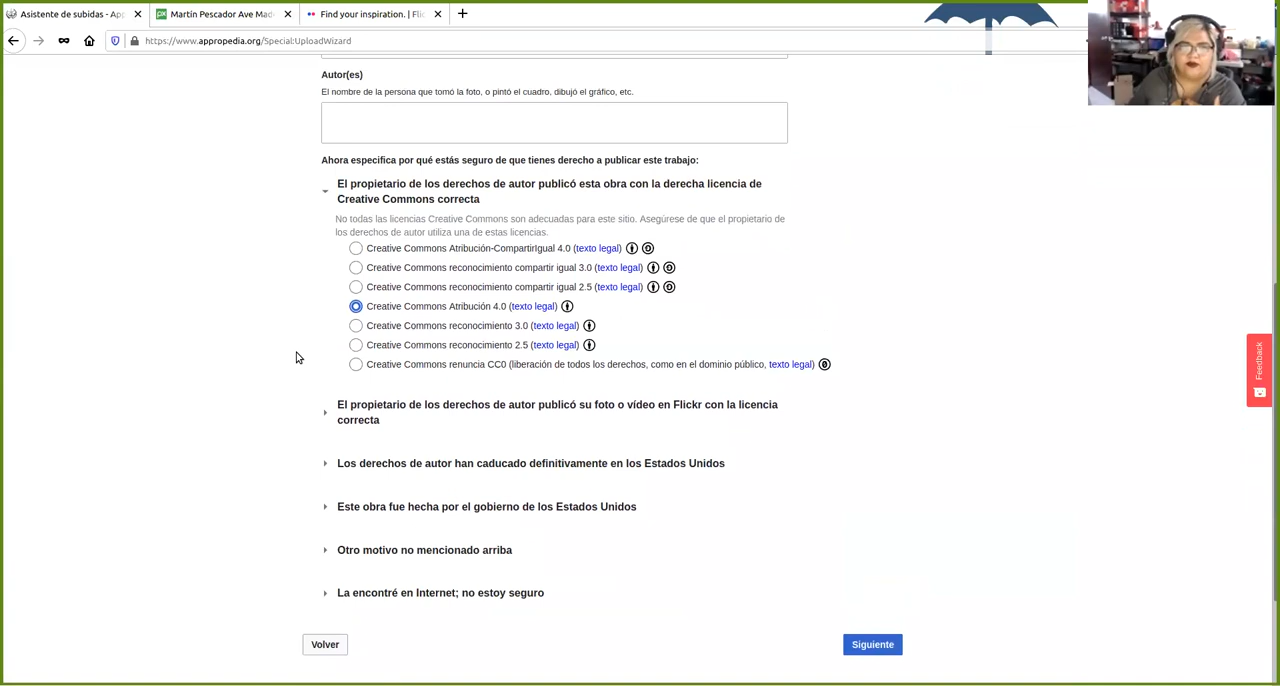 Asistente de subidas - Ap
Martín Pescador Ave Mad
Find your inspiration. | Fli
https://www.appropedia.org/Special:UploadWizard
Autor(es)
El nombre de la persona que tomó la foto, o pintó el cuadro, dibujó el gráfico, etc.
Ahora especifica por qué estás seguro de que tienes derecho a publicar este trabajo:
El propietario de los derechos de autor publicó esta obra con la derecha licencia de
Creative Commons correcta
No todas las licencias Creative Commons son adecuadas para este sitio. Asegúrese de que el propietario de
los derechos de autor utiliza una de estas licencias.
Creative Commons Atribución-CompartirIgual 4.0 (texto legal)
Creative Commons reconocimiento compartir igual 3.0 (texto legal)
Creative Commons reconocimiento compartir igual 2.5 (texto legal)
Creative Commons Atribución 4.0 (texto legal)
Creative Commons reconocimiento 3.0 (texto legal)
Creative Commons reconocimiento 2.5 (texto legal)
Creative Commons renuncia CC0 (liberación de todos los derechos, como en el dominio público, texto legal)
Feedback
El propietario de los derechos de autor publicó su foto o vídeo en Flickr con la licencia
correcta
Los derechos de autor han caducado definitivamente en los Estados Unidos
Este obra fue hecha por el gobierno de los Estados Unidos
Otro motivo no mencionado arriba
La encontré en Internet; no estoy seguro
Volver
Siguiente